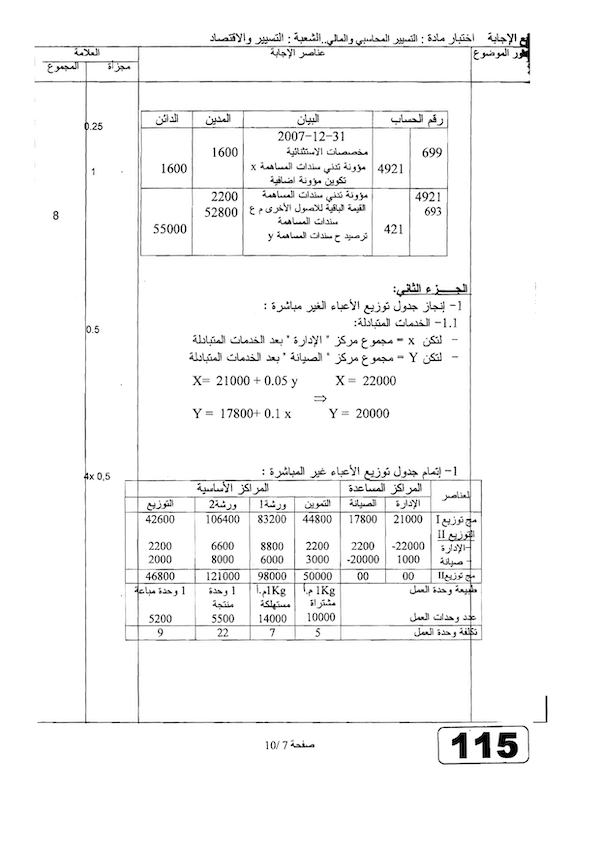 ع الإجابة اختبار مادة : التسيير المحاسبي والمالي..الشعبة : التسيير والاقتصاد
ور الموضوع عناصر الإجابة العلامة
مجزأة المجموع
رقم الحساب البيان المدين الدائن
2007-12-31
699 مخصصات الاستثنائية 1600
4921 مؤونة تدني سندات المساهمة x 1600
تكوين مؤونة اضافية
4921 مؤونة تدني سندات المساهمة 2200
693 القيمة الباقية للاصول الأخرى م ع 52800
421 سندات المساهمة 55000
ترصيد ح سندات المساهمة y
0.25
1
8
الجــــزء الثاني:
1- إنجاز جدول توزيع الأعباء الغير مباشرة :
1.1- الخدمات المتبادلة:
0.5
- لتكن x = مجموع مركز " الإدارة " بعد الخدمات المتبادلة
- لتكن Y = مجموع مركز " الصيانة " بعد الخدمات المتبادلة
X= 21000 + 0.05 y X = 22000
⇒
Y = 17800+ 0.1 x Y = 20000
1- إتمام جدول توزيع الأعباء غير المباشرة :
4x 0,5
لعناصر المراكز المساعدة المراكز الأساسية
الإدارة الصيانة التموين ورشة1 ورشة2 التوزيع
مج توزيع I 21000 17800 44800 83200 106400 42600
التوزيع II
-الإدارة -22000 2200 2200 8800 6600 2200
- صيانة 1000 -20000 3000 6000 8000 2000
مج توزيعII 00 00 50000 98000 121000 46800
طبيعة وحدة العمل 1Kg م.أ مشتراة 1Kgم.أ مستهلكة 1 وحدة منتجة 1 وحدة مباعة
عدد وحدات العمل 10000 14000 5500 5200
تكلفة وحدة العمل 5 7 22 9
صفحة 7 /10
115